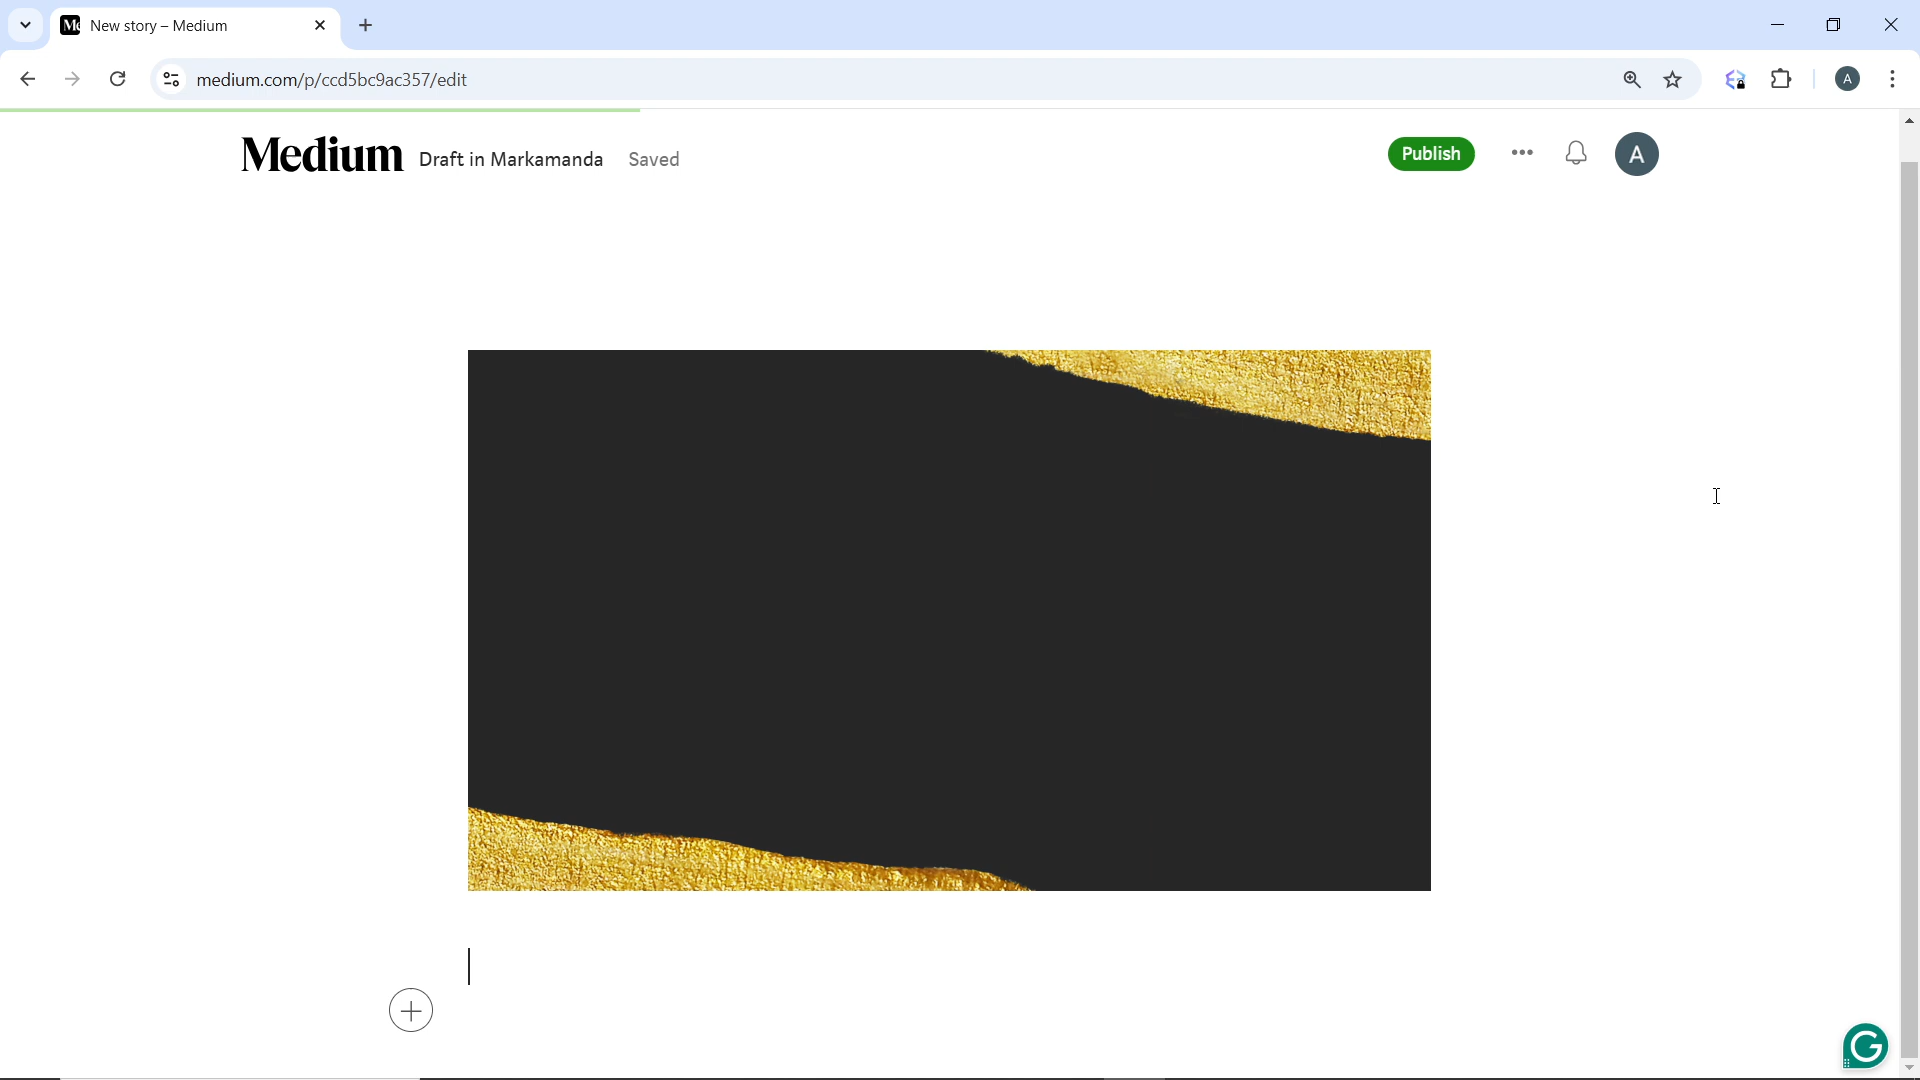 New story – Medium
medium.com/p/ccd5bc9ac357/edit
A
Medium
Draft in Markamanda
Saved
Publish
A